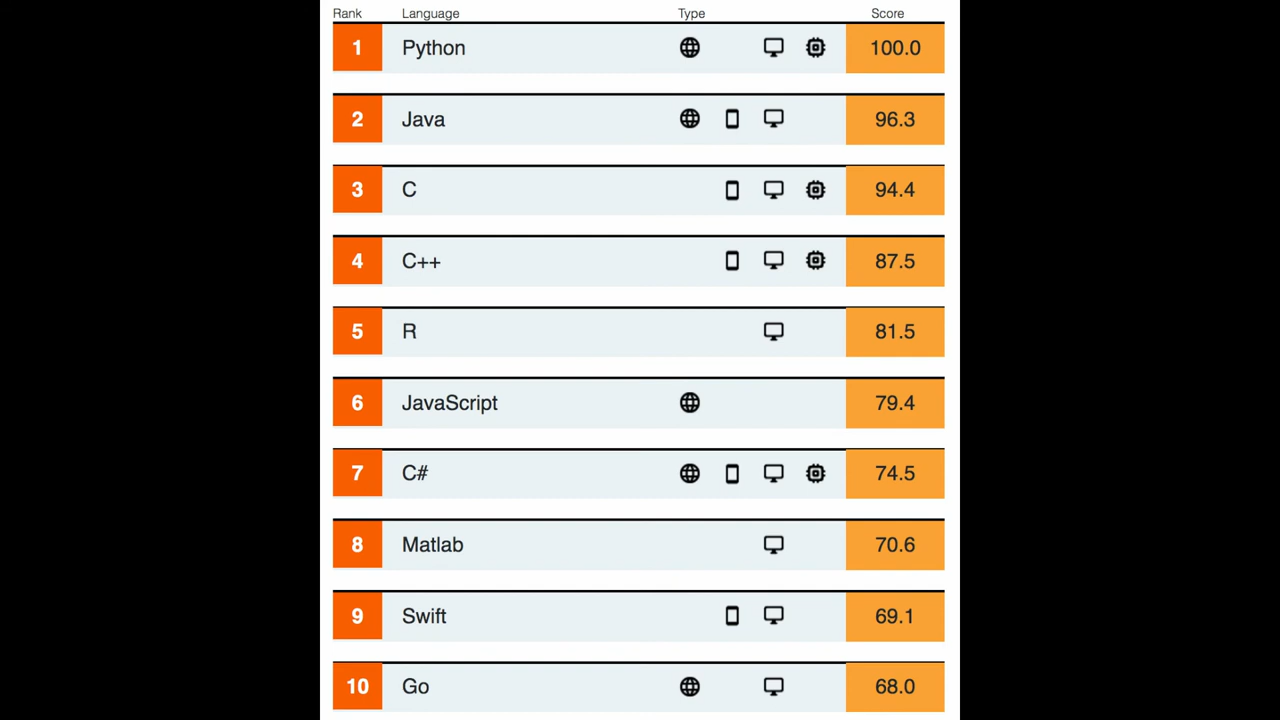 Rank Language Type Score
1 Python 100.0
2 Java 96.3
3 C 94.4
4 C++ 87.5
5 R 81.5
6 JavaScript 79.4
7 C# 74.5
8 Matlab 70.6
9 Swift 69.1
10 Go 68.0